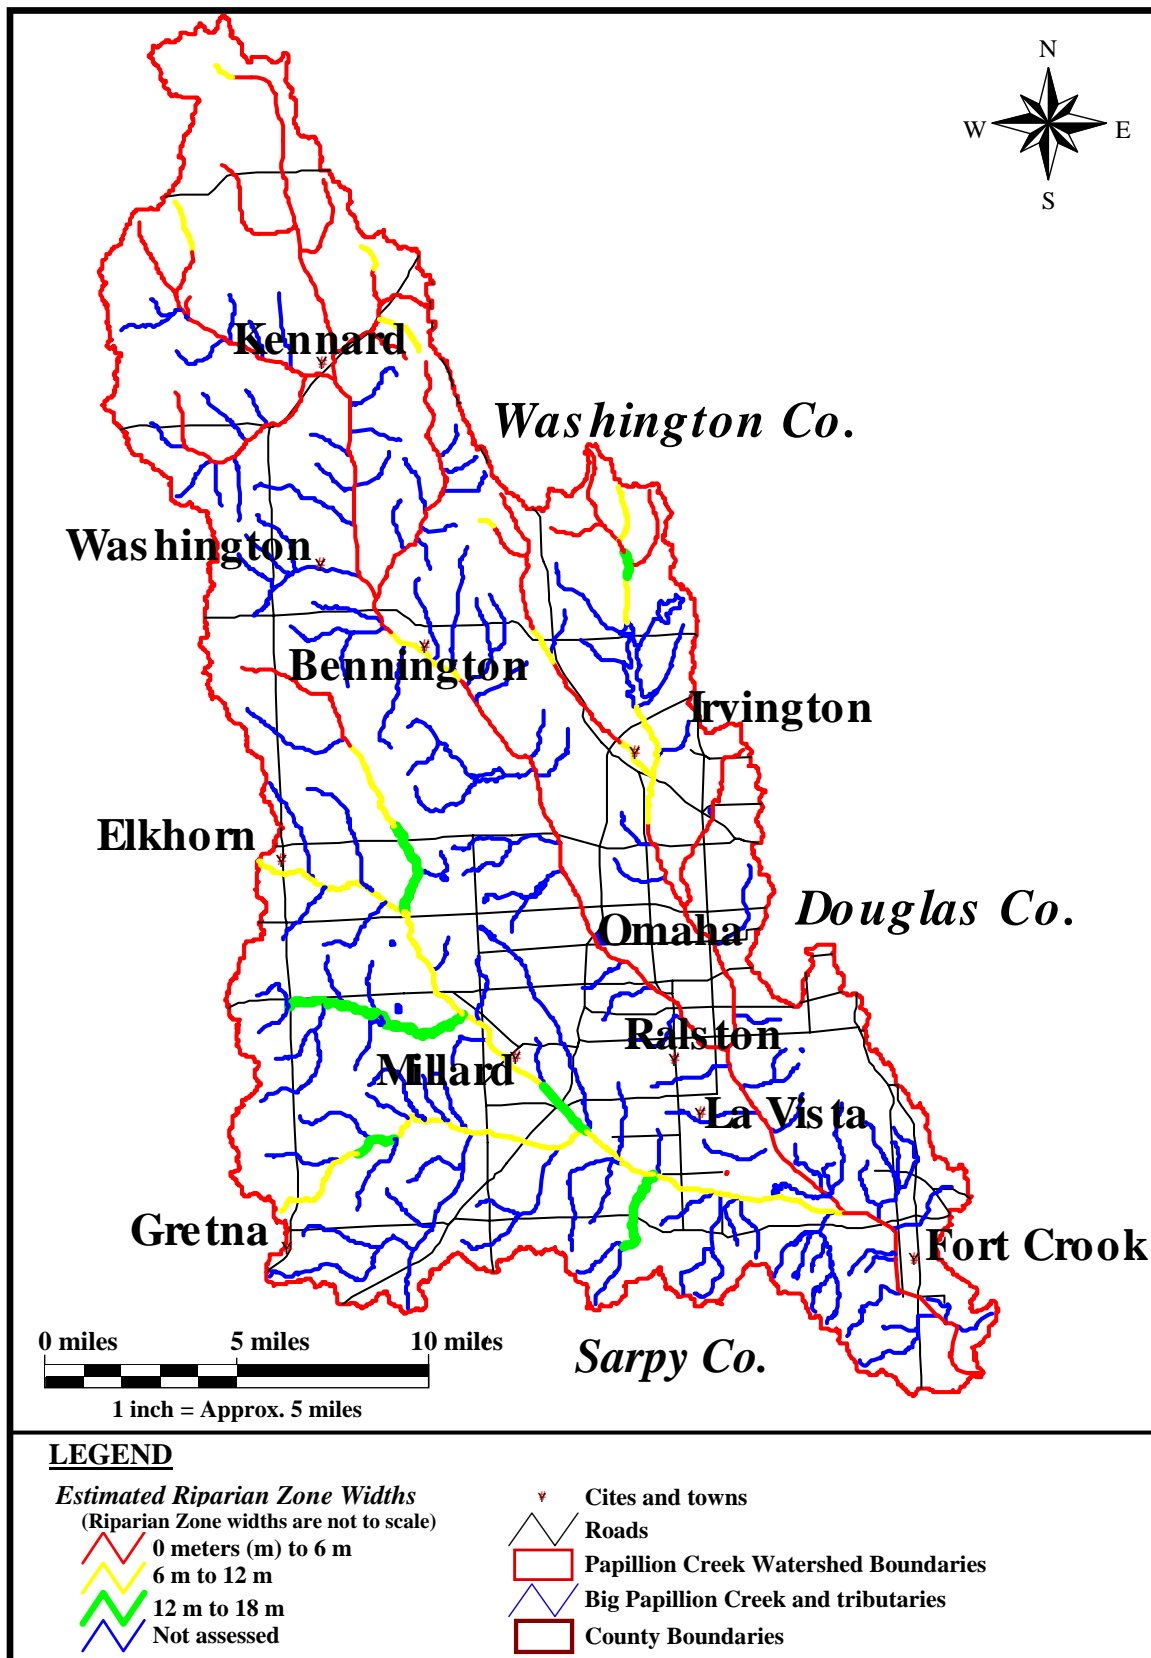 N
W E
S
Kennard
Washington Co.
Washington
Bennington
Irvington
Elkhorn
Douglas Co.
Omaha
Ralston
Millard
La Vista
Gretna
Fort Crook
0 miles 5 miles 10 miles
Sarpy Co.
1 inch = Approx. 5 miles
LEGEND
Estimated Riparian Zone Widths
(Riparian Zone widths are not to scale)
0 meters (m) to 6 m
6 m to 12 m
12 m to 18 m
Not assessed
Cites and towns
Roads
Papillion Creek Watershed Boundaries
Big Papillion Creek and tributaries
County Boundaries